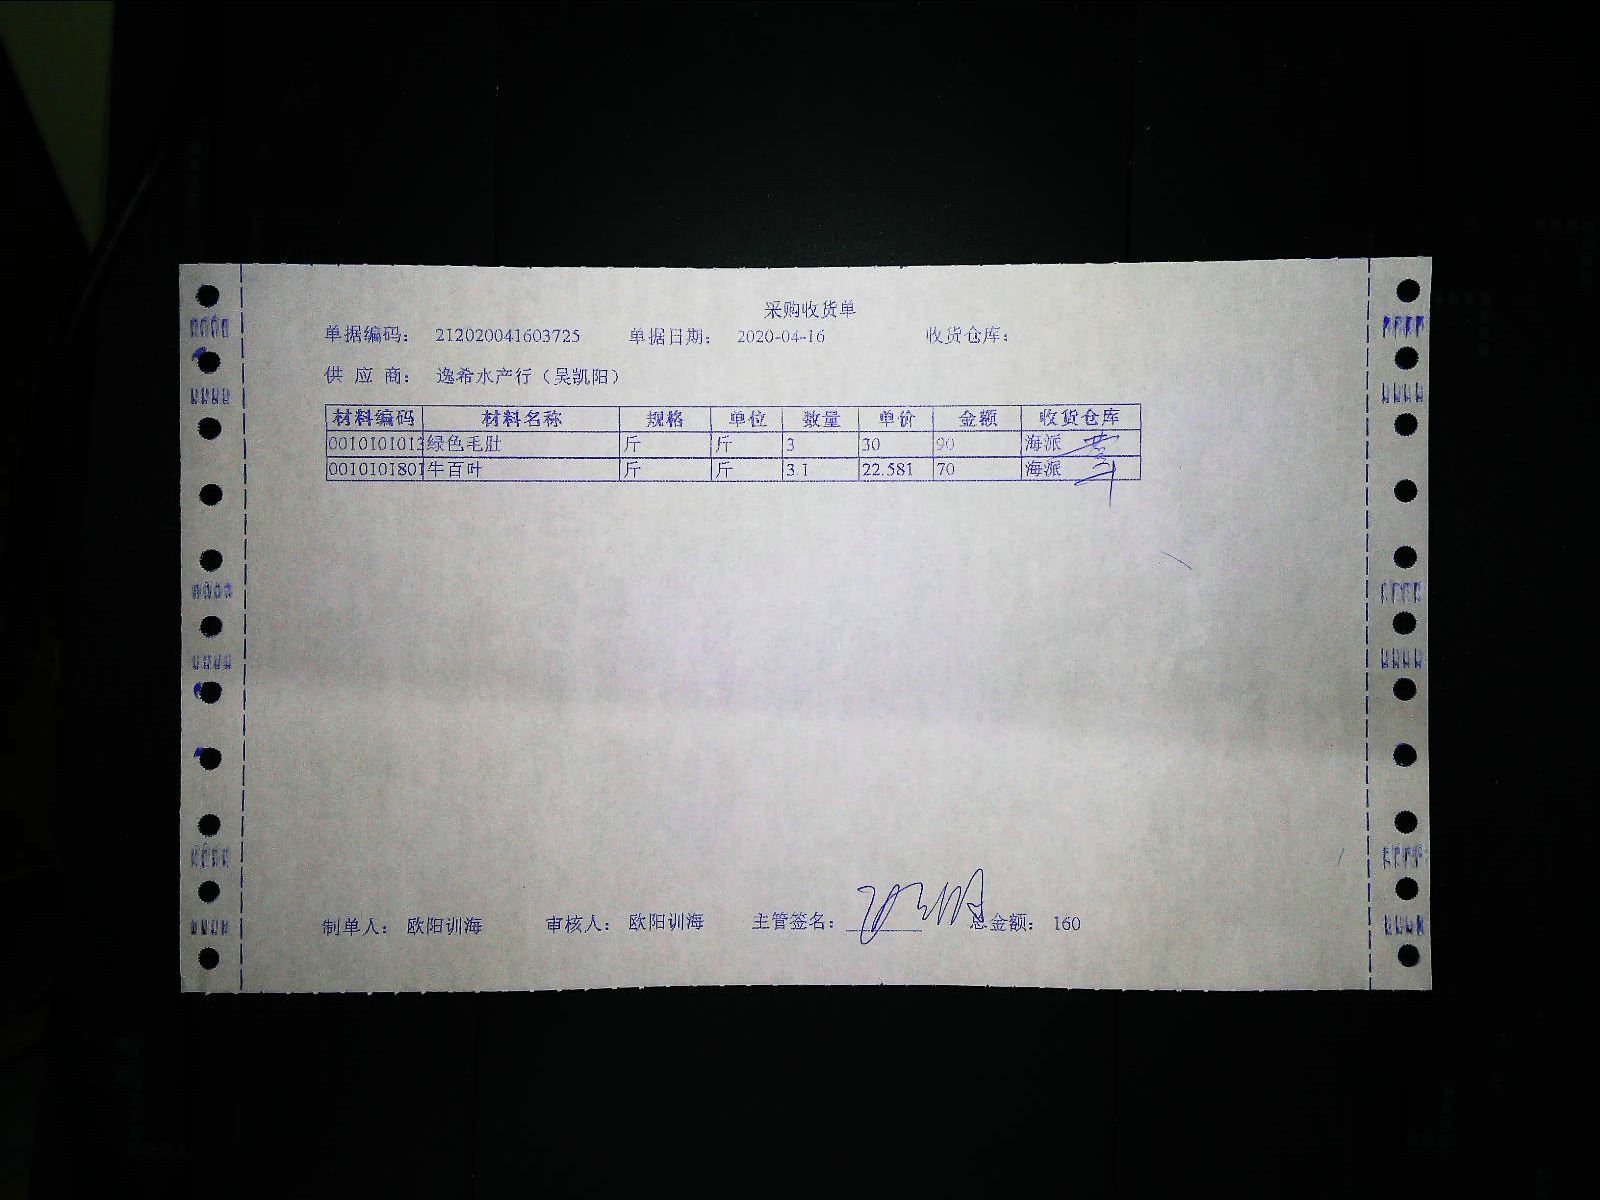 采购收货单
单据编码： 212020041603725 单据日期： 2020-04-16 收货仓库：
供 应 商： 逸希水产行（吴凯阳）
材料编码 材料名称 规格 单位 数量 单价 金额 收货仓库
0010101013 绿色毛肚 斤 斤 3 30 90 海派
0010101801 牛百叶 斤 斤 3.1 22.581 70 海派
制单人： 欧阳训海 审核人： 欧阳训海 主管签名： 总金额： 160